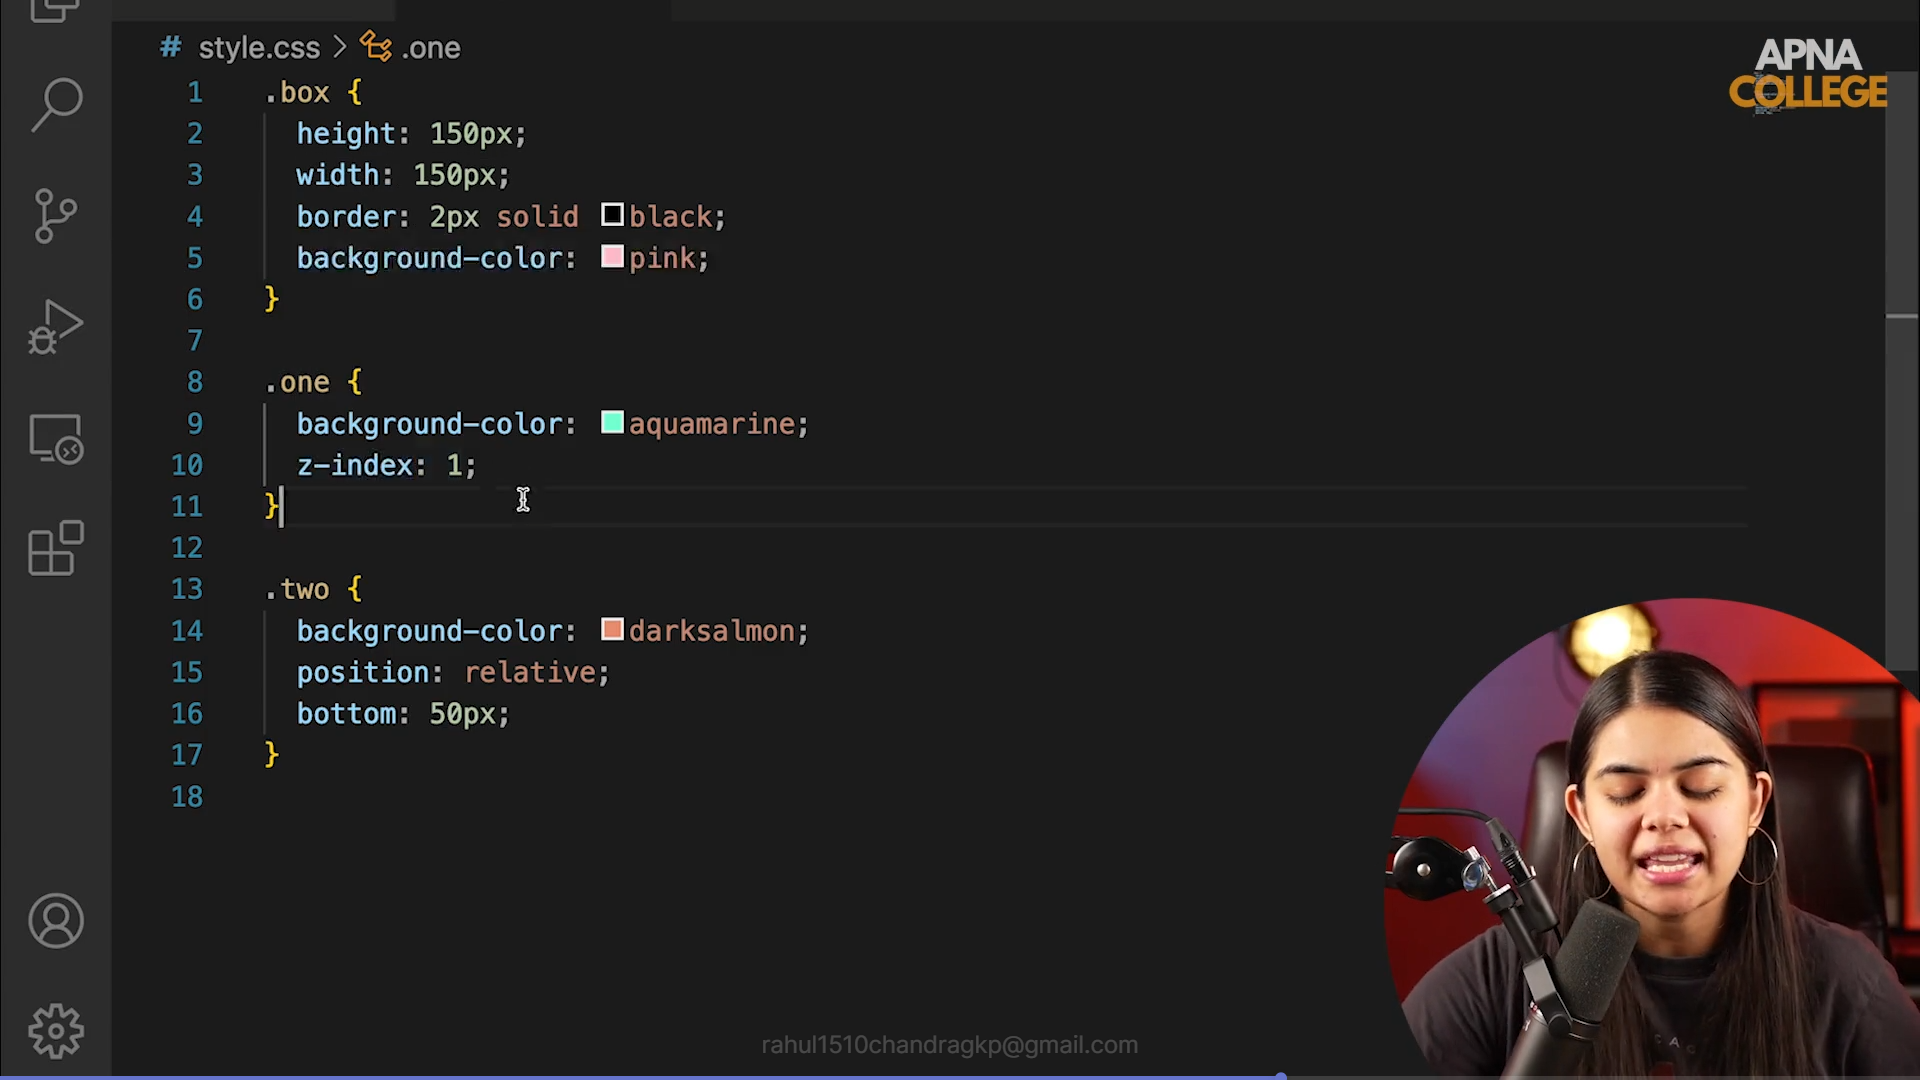 # style.css > .one
APNA
COLLEGE
1 .box {
2 height: 150px;
3 width: 150px;
4 border: 2px solid black;
5 background-color: pink;
6 }
7
8 .one {
9 background-color: aquamarine;
10 z-index: 1;
11 }
12
13 .two {
14 background-color: darksalmon;
15 position: relative;
16 bottom: 50px;
17 }
18
rahul1510chandragkp@gmail.com